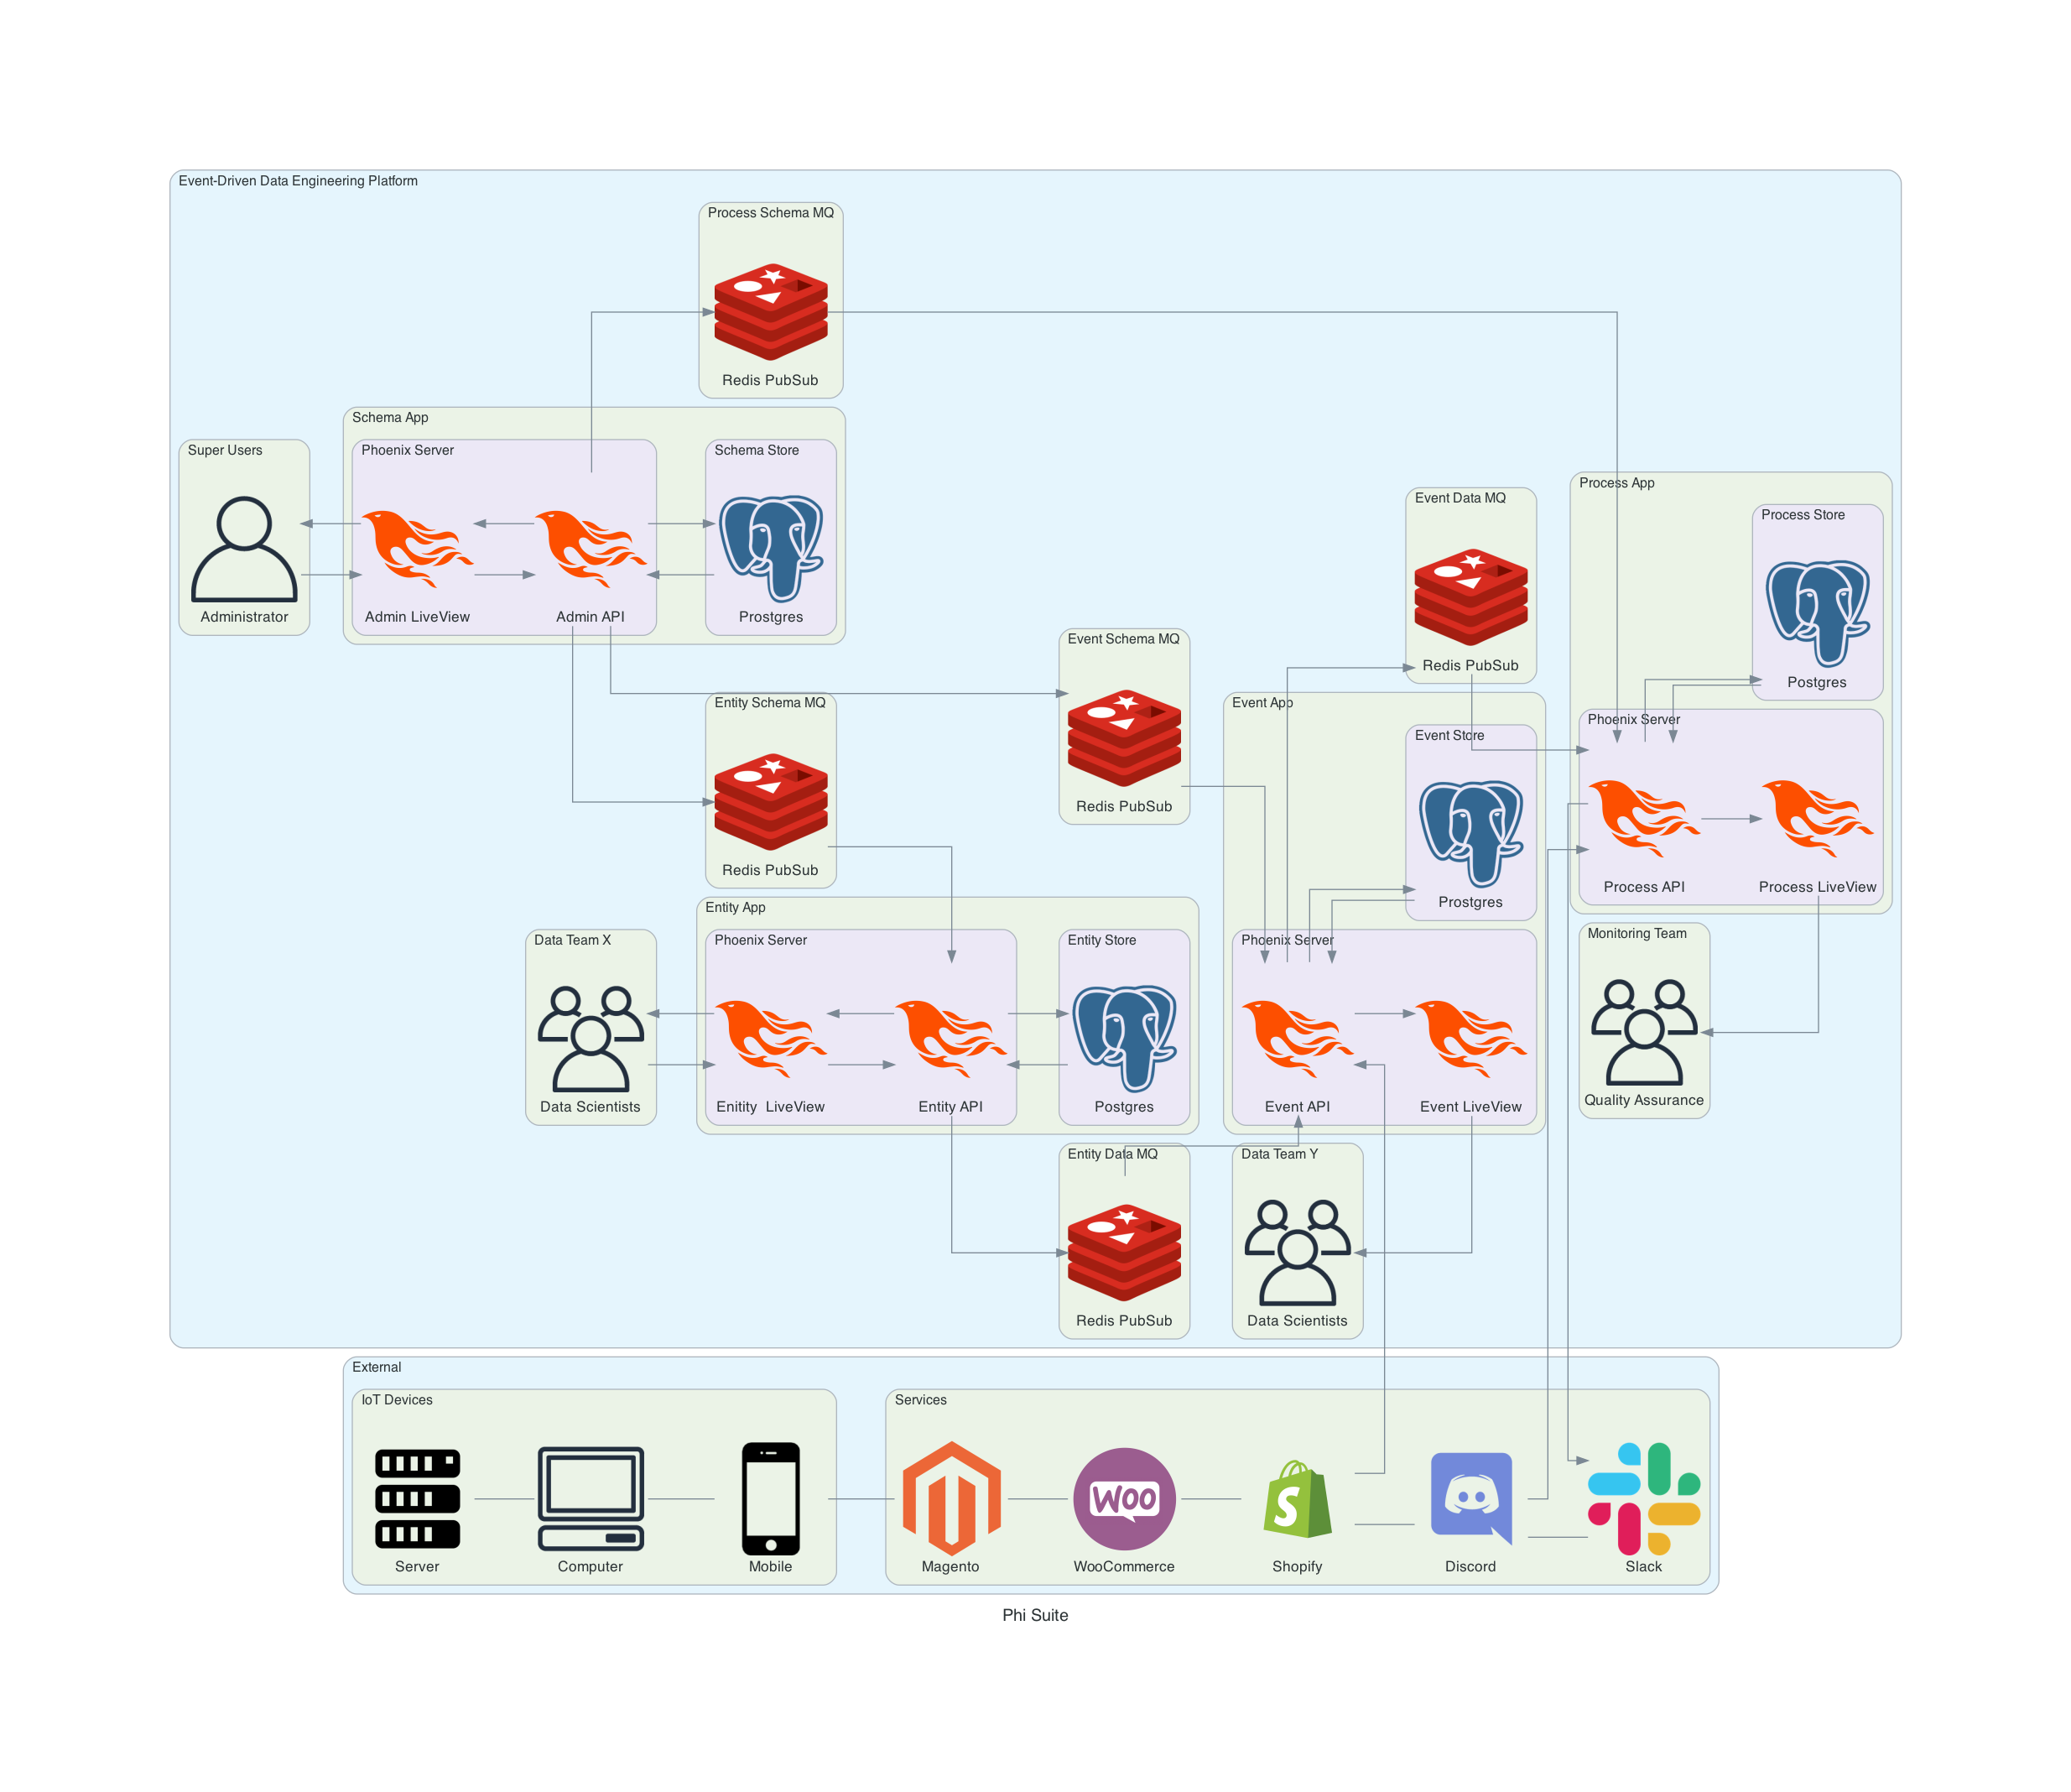 Event-Driven Data Engineering Platform
Process Schema MQ
Redis PubSub
Schema App
Super Users
Phoenix Server
Schema Store
Administrator
Admin LiveView
Admin API
Prostgres
Process App
Event Data MQ
Process Store
Redis PubSub
Postgres
Event Schema MQ
Redis PubSub
Entity Schema MQ
Redis PubSub
Event App
Event Store
Prostgres
Phoenix Server
Process API
Process LiveView
Entity App
Data Team X
Phoenix Server
Entity Store
Data Scientists
Enitity  LiveView
Entity API
Postgres
Phoenix Server
Event API
Event LiveView
Monitoring Team
Quality Assurance
Entity Data MQ
Redis PubSub
Data Team Y
Data Scientists
External
IoT Devices
Services
WOO
S
Server
Computer
Mobile
Magento
WooCommerce
Shopify
Discord
Slack
Phi Suite